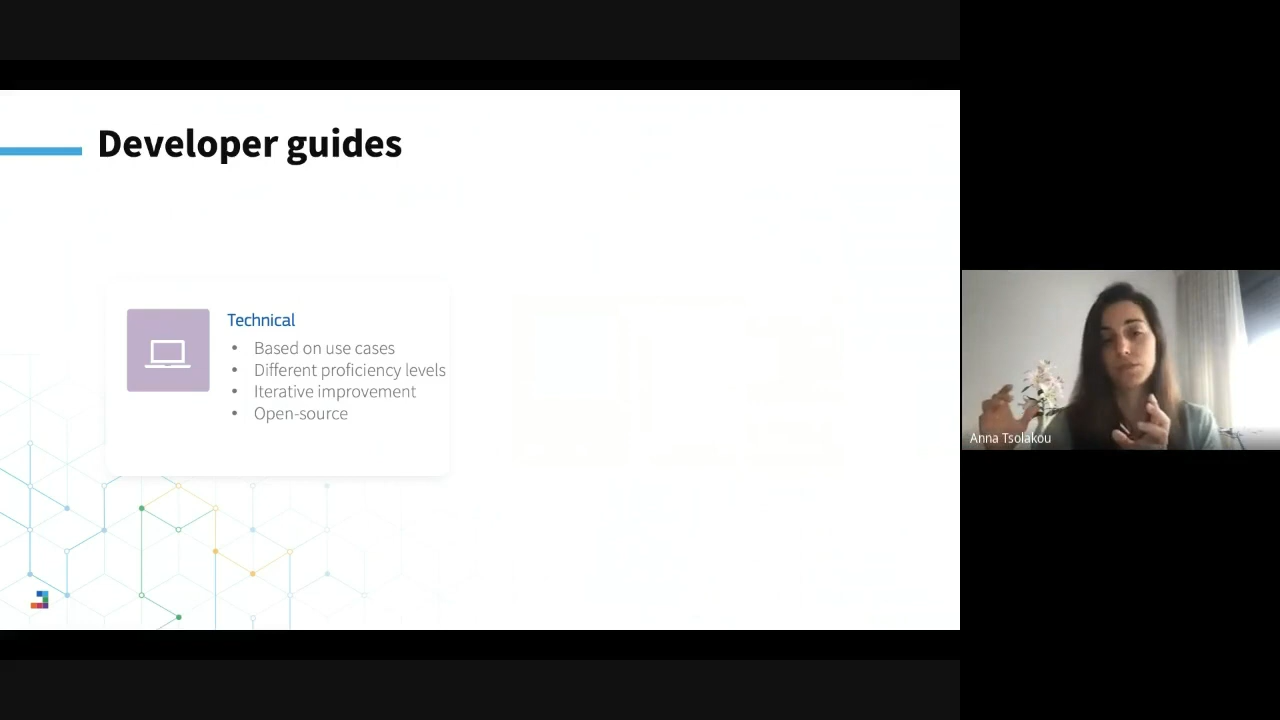 Developer guides
Technical
• Based on use cases
• Different proficiency levels
• Iterative improvement
• Open-source
Anna Tsolakou